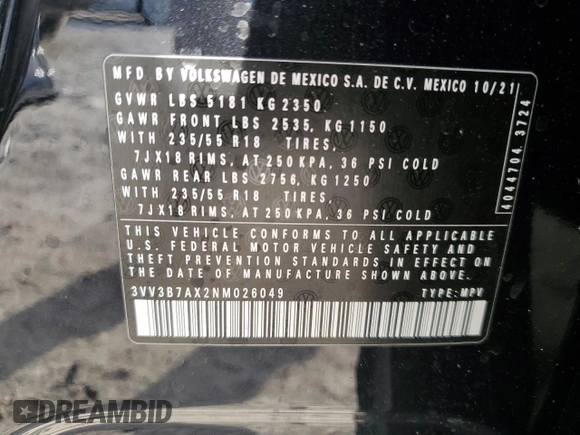 MFD BY VOLKSWAGEN DE MEXICO S.A. DE C.V. MEXICO 10/21
GVWR LBS 5181 KG 2350
GAWR FRONT LBS 2535, KG 1150
WITH 235/55 R18 TIRES,
7JX18 RIMS, AT 250 KPA, 36 PSI COLD
GAWR REAR LBS 2756, KG 1250
WITH 235/55 R18 TIRES,
7JX18 RIMS, AT 250 KPA, 36 PSI COLD
THIS VEHICLE CONFORMS TO ALL APPLICABLE
U.S. FEDERAL MOTOR VEHICLE SAFETY AND
THEFT PREVENTION STANDARDS IN EFFECT ON
THE DATE OF MANUFACTURE SHOWN ABOVE
3VV3B7AX2NM026049 TYPE: MPV
4044704 3724
DREAMBID